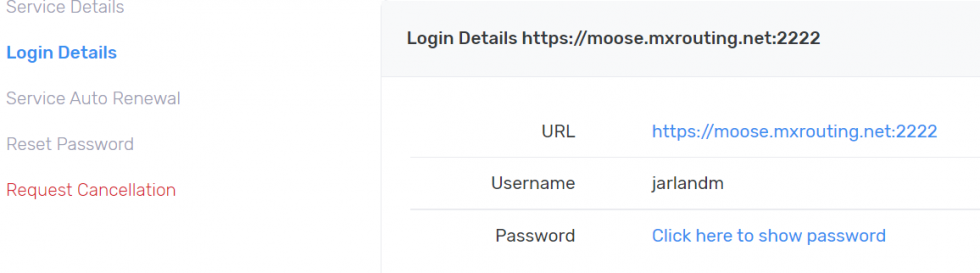 Service Details
Login Details
Service Auto Renewal
Reset Password
Request Cancellation
Login Details https://moose.mxrouting.net:2222
URL https://moose.mxrouting.net:2222
Username jarlandm
Password Click here to show password